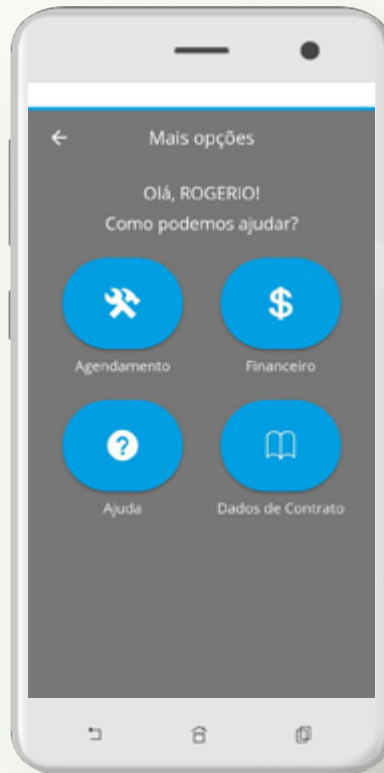 Mais opções
Olá, ROGERIO!
Como podemos ajudar?
Agendamento
Financeiro
Ajuda
Dados de Contrato